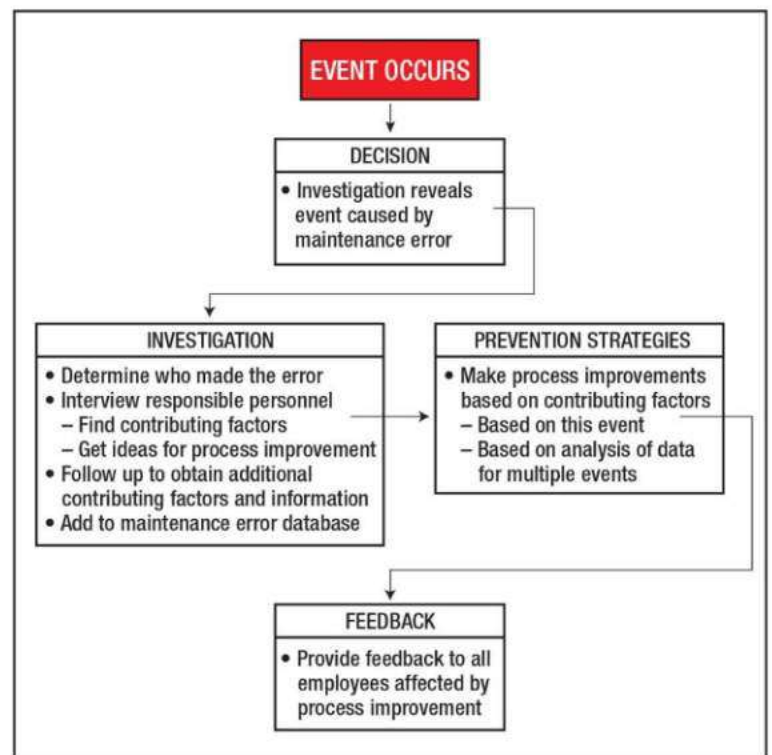 EVENT OCCURS
DECISION
• Investigation reveals
event caused by
maintenance error
INVESTIGATION
• Determine who made the error
• Interview responsible personnel
– Find contributing factors
– Get ideas for process improvement
• Follow up to obtain additional
contributing factors and information
• Add to maintenance error database
PREVENTION STRATEGIES
• Make process improvements
based on contributing factors
– Based on this event
– Based on analysis of data
for multiple events
FEEDBACK
• Provide feedback to all
employees affected by
process improvement